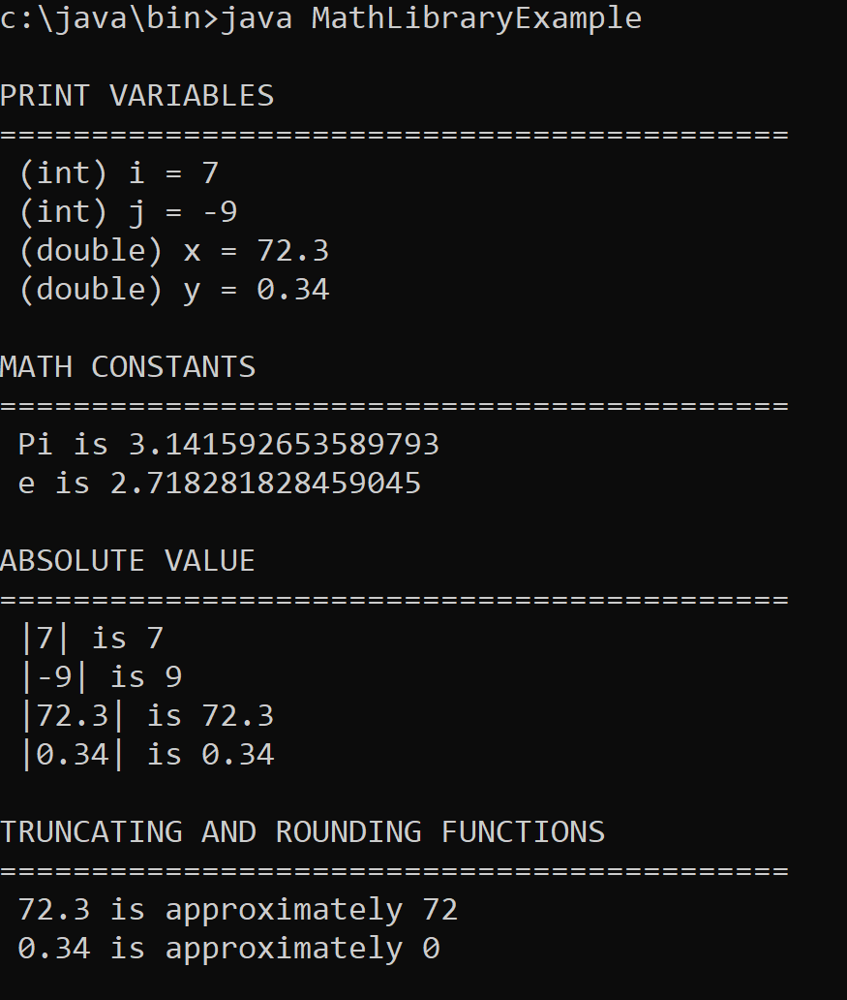 c:\java\bin>java MathLibraryExample
PRINT VARIABLES
===========================================
(int) i = 7
(int) j = -9
(double) x = 72.3
(double) y = 0.34
MATH CONSTANTS
===========================================
Pi is 3.141592653589793
e is 2.718281828459045
ABSOLUTE VALUE
===========================================
|7| is 7
|-9| is 9
|72.3| is 72.3
|0.34| is 0.34
TRUNCATING AND ROUNDING FUNCTIONS
===========================================
72.3 is approximately 72
0.34 is approximately 0